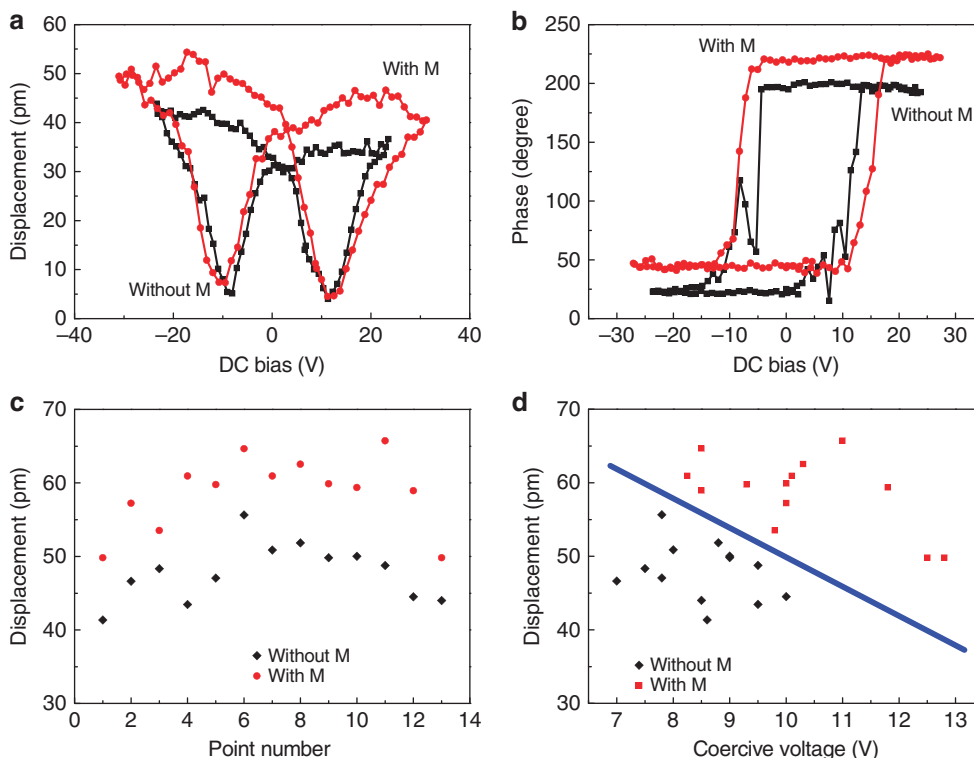 a
60
50
40
30
20
10
0
Displacement (pm)
With M
Without M
−40
−20
0
20
40
DC bias (V)
b
250
200
150
100
50
0
Phase (degree)
With M
Without M
−30
−20
−10
0
10
20
30
DC bias (V)
c
70
60
50
40
30
Displacement (pm)
Without M
With M
0
2
4
6
8
10
12
14
Point number
d
70
60
50
40
30
Displacement (pm)
Without M
With M
7
8
9
10
11
12
13
Coercive voltage (V)